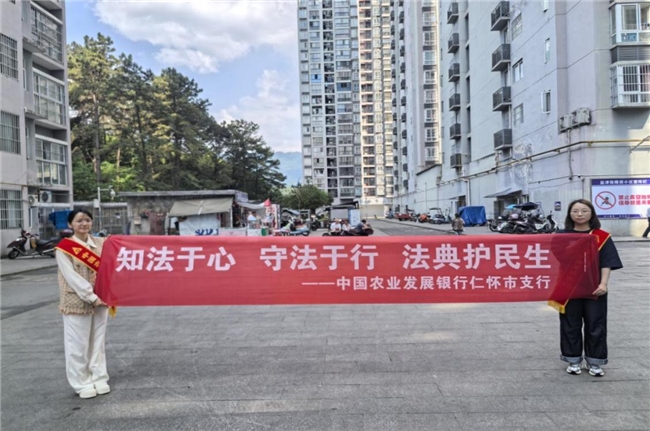 知法于心 守法于行 法典护民生
——中国农业发展银行仁怀市支行